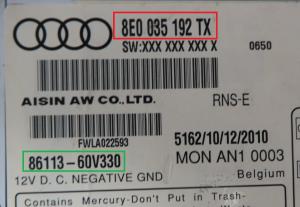 8E0 035 192 TX
SW:XXX XXX XXX X
0650
AISIN AW CO.,LTD.
RNS-E
FWLA022593
5162/10/12/2010
86113-60V330
MON AN1 0003
12V D. C. NEGATIVE GND
Belgium
Contains Mercury-Don't Put in Trash-